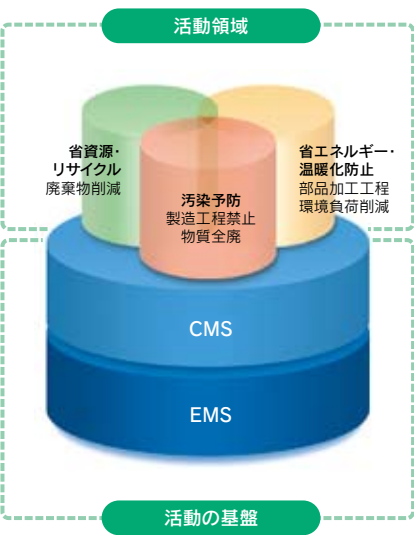 活動領域
省資源・
リサイクル
廃棄物削減
汚染予防
製造工程禁止
物質全廃
省エネルギー・
温暖化防止
部品加工工程
環境負荷削減
CMS
EMS
活動の基盤